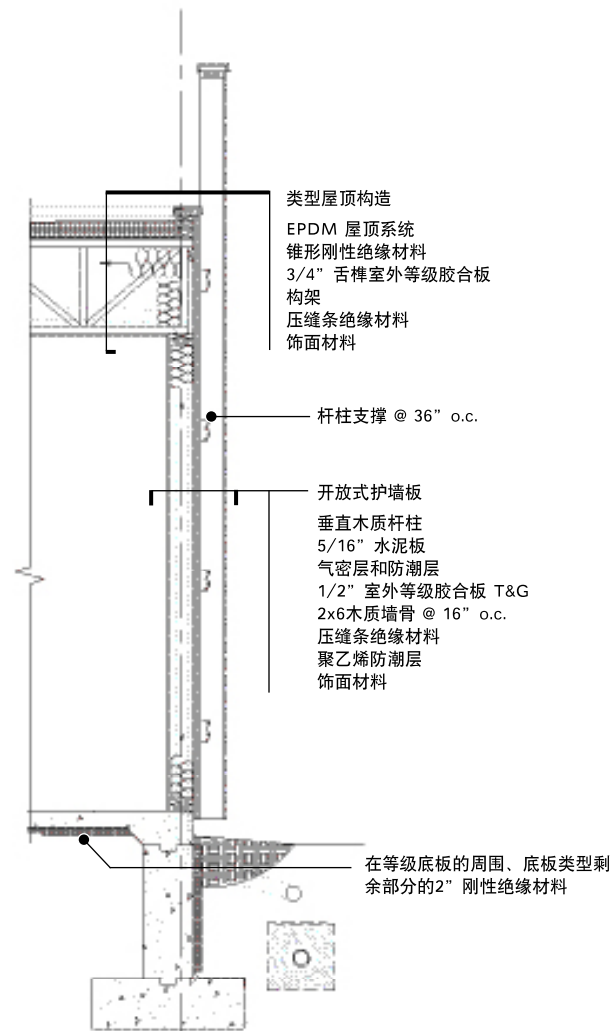 类型屋顶构造
EPDM 屋顶系统
锥形刚性绝缘材料
3/4” 舌榫室外等级胶合板
构架
压缝条绝缘材料
饰面材料
杆柱支撑 @ 36” o.c.
开放式护墙板
垂直木质杆柱
5/16” 水泥板
气密层和防潮层
1/2” 室外等级胶合板 T&G
2x6木质墙骨 @ 16” o.c.
压缝条绝缘材料
聚乙烯防潮层
饰面材料
在等级底板的周围、底板类型剩
余部分的2” 刚性绝缘材料